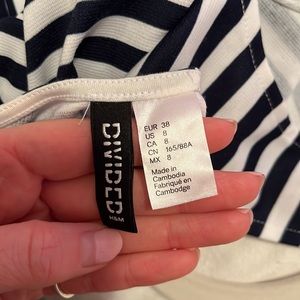 DIVIDED
H&M
EUR 38
US 8
CA 8
CN 165/88A
MX 8
Made in
Cambodia
Fabriqué en
Cambodge